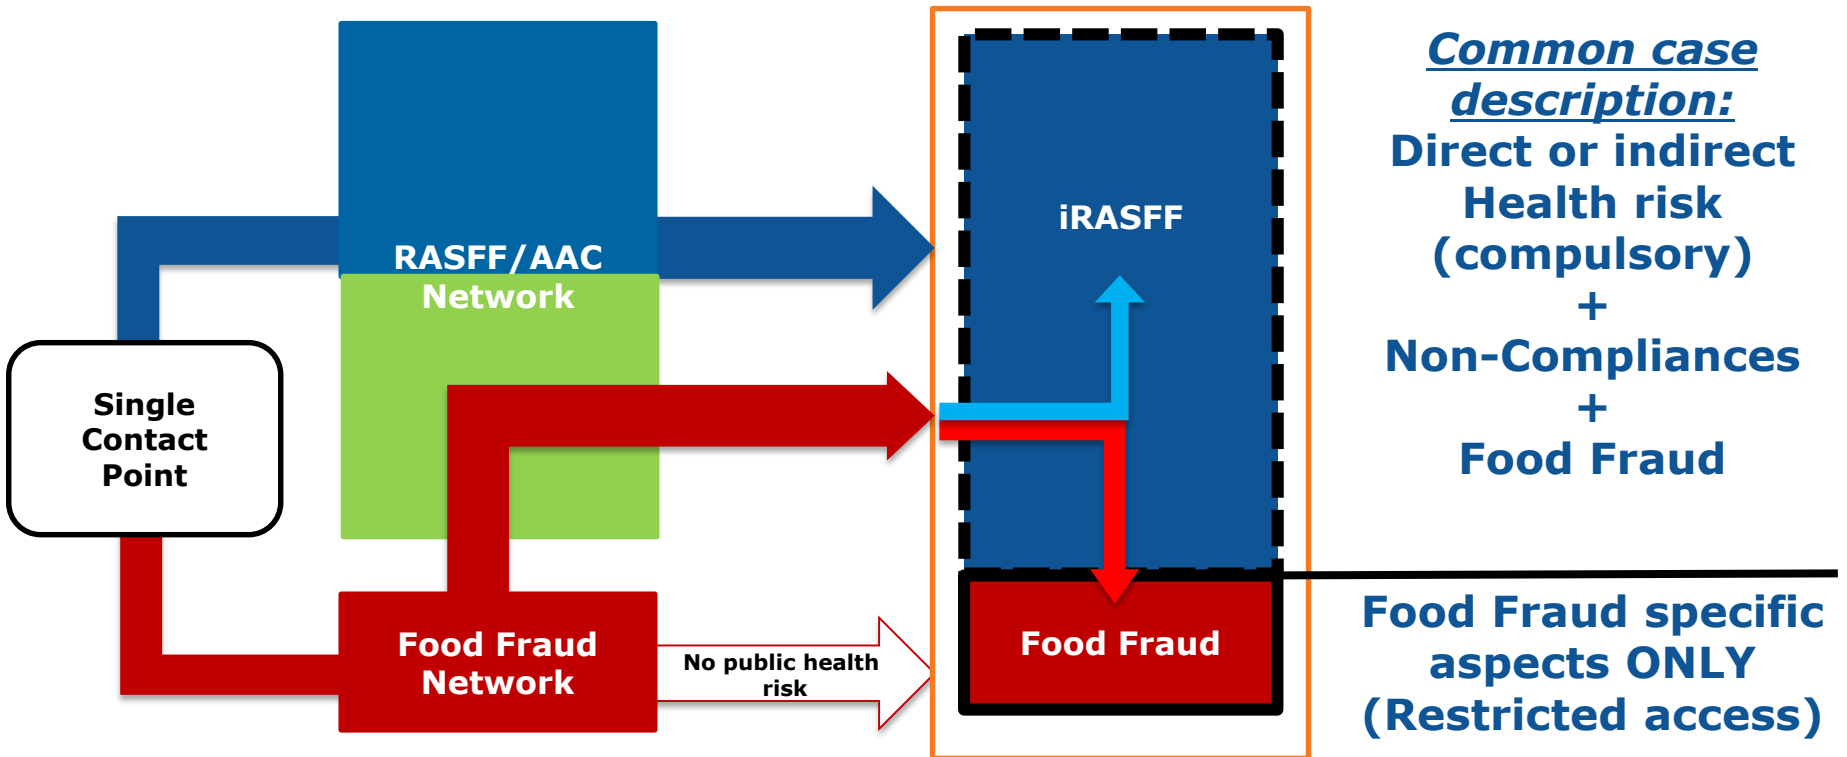 RASFF/AAC
Network
Single
Contact
Point
Food Fraud
Network
No public health
risk
iRASFF
Food Fraud
Common case
description:
Direct or indirect
Health risk
(compulsory)
+
Non-Compliances
+
Food Fraud
Food Fraud specific
aspects ONLY
(Restricted access)